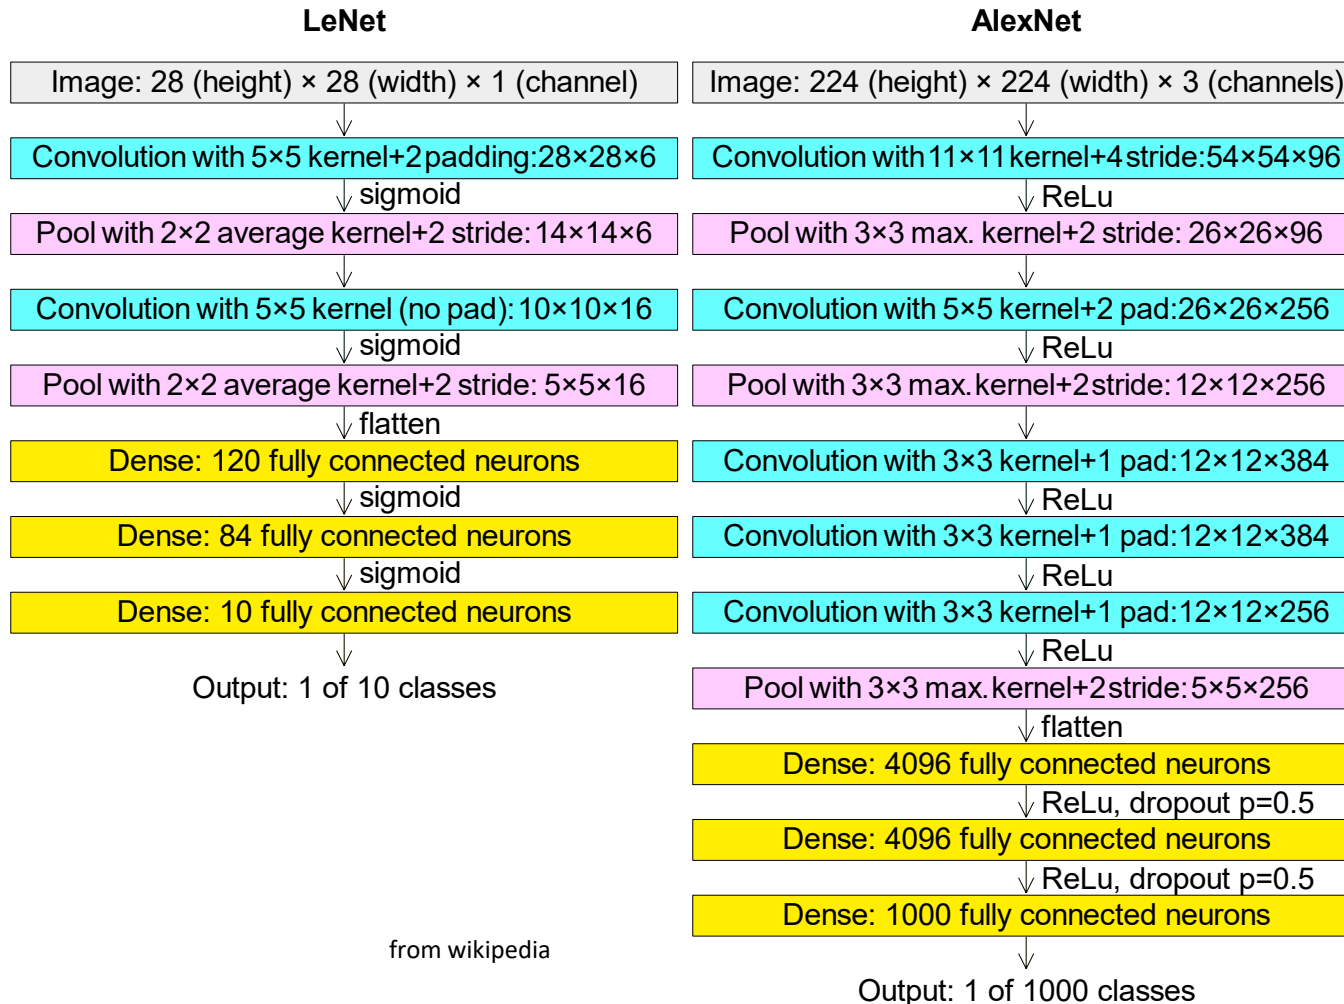 LeNet
Image: 28 (height) × 28 (width) × 1 (channel)
Convolution with 5×5 kernel+2 padding:28×28×6
sigmoid
Pool with 2×2 average kernel+2 stride: 14×14×6
Convolution with 5×5 kernel (no pad): 10×10×16
sigmoid
Pool with 2×2 average kernel+2 stride: 5×5×16
flatten
Dense: 120 fully connected neurons
sigmoid
Dense: 84 fully connected neurons
sigmoid
Dense: 10 fully connected neurons
Output: 1 of 10 classes
from wikipedia
AlexNet
Image: 224 (height) × 224 (width) × 3 (channels)
Convolution with 11×11 kernel+4 stride:54×54×96
ReLu
Pool with 3×3 max. kernel+2 stride: 26×26×96
Convolution with 5×5 kernel+2 pad:26×26×256
ReLu
Pool with 3×3 max. kernel+2 stride: 12×12×256
Convolution with 3×3 kernel+1 pad:12×12×384
ReLu
Convolution with 3×3 kernel+1 pad:12×12×384
ReLu
Convolution with 3×3 kernel+1 pad:12×12×256
ReLu
Pool with 3×3 max. kernel+2 stride: 5×5×256
flatten
Dense: 4096 fully connected neurons
ReLu, dropout p=0.5
Dense: 4096 fully connected neurons
ReLu, dropout p=0.5
Dense: 1000 fully connected neurons
Output: 1 of 1000 classes